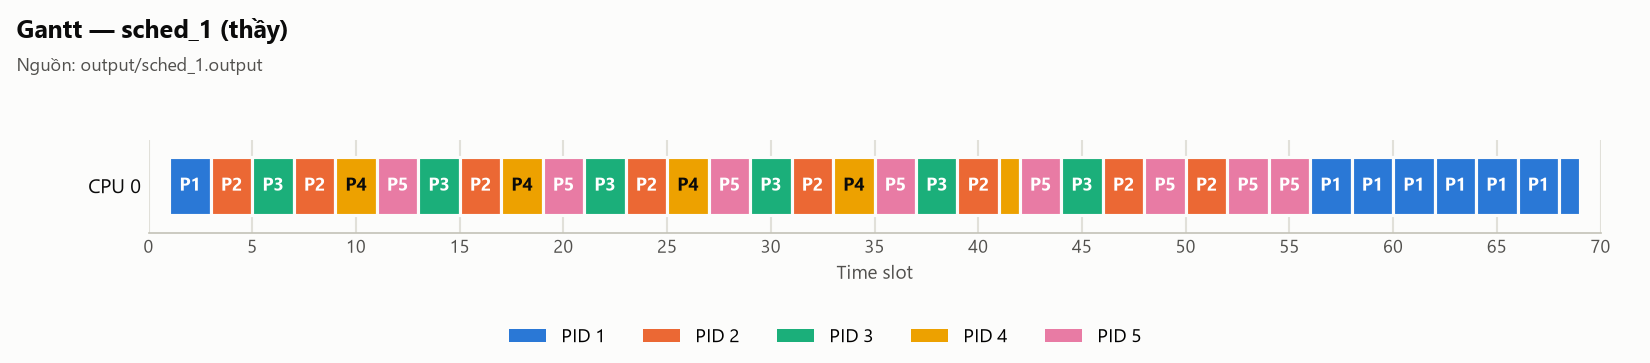 Gantt — sched_1 (thầy)
Nguồn: output/sched_1.output
CPU 0 P1 P2 P3 P2 P4 P5 P3 P2 P4 P5 P3 P2 P4 P5 P3 P2 P4 P5 P3 P2 P5 P3 P2 P5 P2 P5 P5 P1 P1 P1 P1 P1 P1
0 5 10 15 20 25 30 35 40 45 50 55 60 65 70
Time slot
PID 1 PID 2 PID 3 PID 4 PID 5